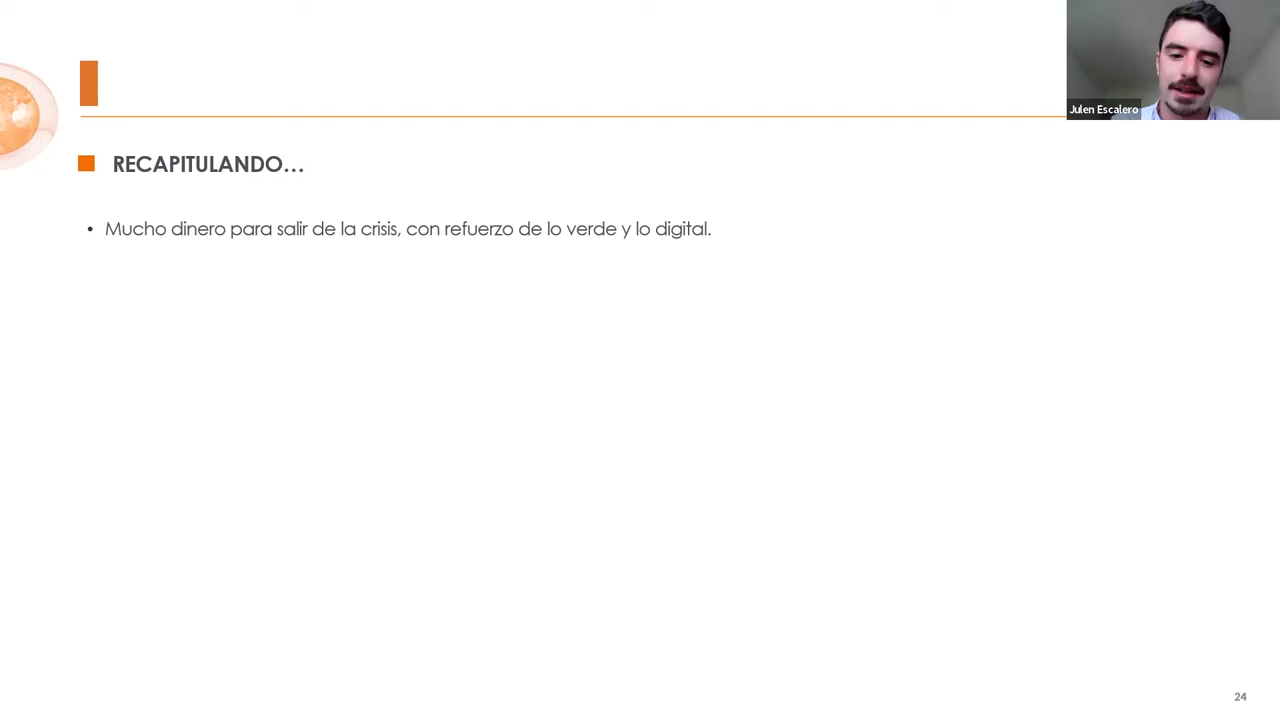 Julen Escalero
RECAPITULANDO…
• Mucho dinero para salir de la crisis, con refuerzo de lo verde y lo digital.
24